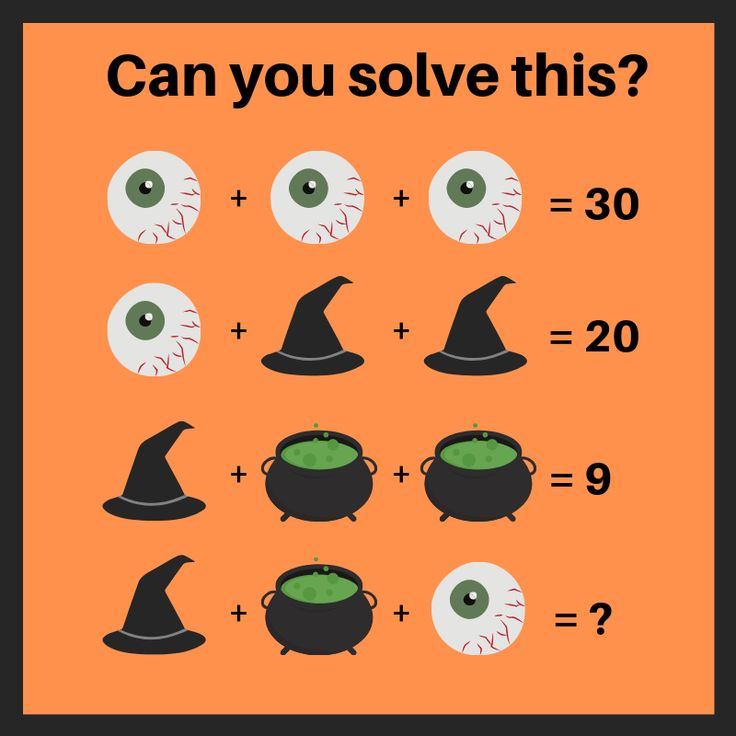 Can you solve this?
+ + = 30
+ + = 20
+ + = 9
+ + = ?